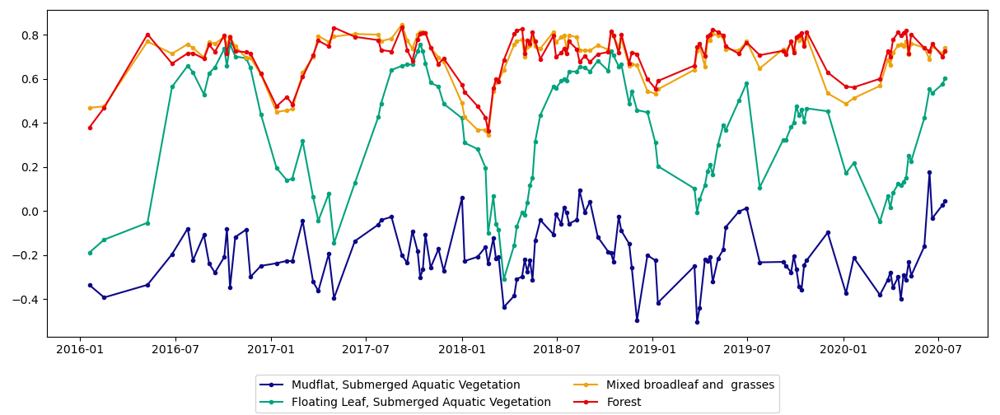 0.8
0.6
0.4
0.2
0.0
−0.2
−0.4
2016-01 2016-07 2017-01 2017-07 2018-01 2018-07 2019-01 2019-07 2020-01 2020-07
Mudflat, Submerged Aquatic Vegetation
Floating Leaf, Submerged Aquatic Vegetation
Mixed broadleaf and  grasses
Forest